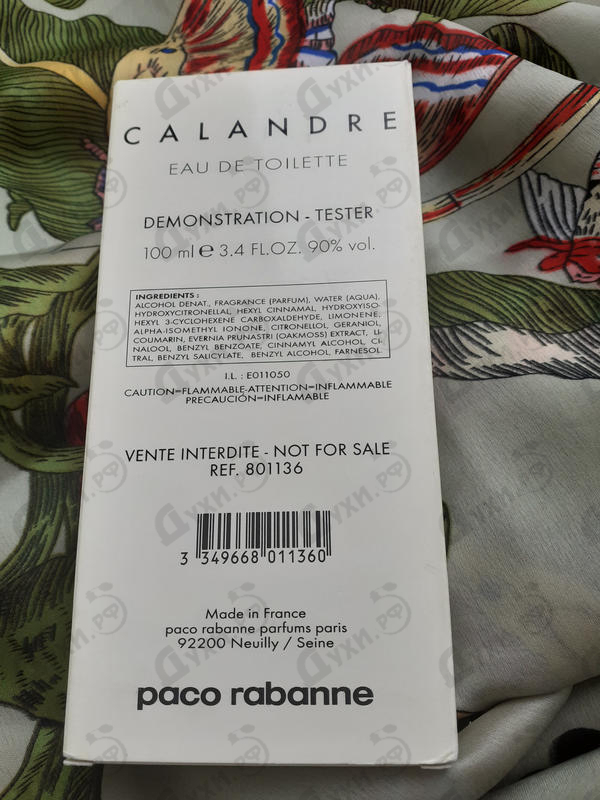 CALANDRE
EAU DE TOILETTE
DEMONSTRATION - TESTER
100 ml e 3.4 FL.OZ. 90% vol.
INGREDIENTS :
ALCOHOL DENAT., FRAGRANCE (PARFUM), WATER (AQUA),
HYDROXYCITRONELLAL, HEXYL CINNAMAL, HYDROXYISO-
HEXYL 3-CYCLOHEXENE CARBOXALDEHYDE, LIMONENE,
ALPHA-ISOMETHYL IONONE, CITRONELLOL, GERANIOL,
COUMARIN, EVERNIA PRUNASTRI (OAKMOSS) EXTRACT, LI-
NALOOL, BENZYL BENZOATE, CINNAMYL ALCOHOL, CI-
TRAL, BENZYL SALICYLATE, BENZYL ALCOHOL, FARNESOL
I.L. : E011050
CAUTION=FLAMMABLE-ATTENTION=INFLAMMABLE
PRECAUCIÓN=INFLAMABLE
VENTE INTERDITE - NOT FOR SALE
REF. 801136
3 349668 011360
Made in France
paco rabanne parfums paris
92200 Neuilly / Seine
paco rabanne
Духи.рф